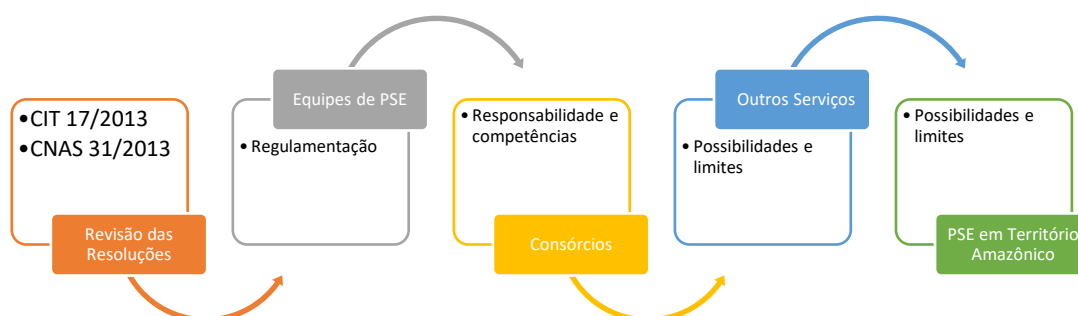 •CIT 17/2013
•CNAS 31/2013
Revisão das
Resoluções
Equipes de PSE
• Regulamentação
• Responsabilidade e
competências
Consórcios
Outros Serviços
• Possibilidades e
limites
• Possibilidades e
limites
PSE em Território
Amazônico